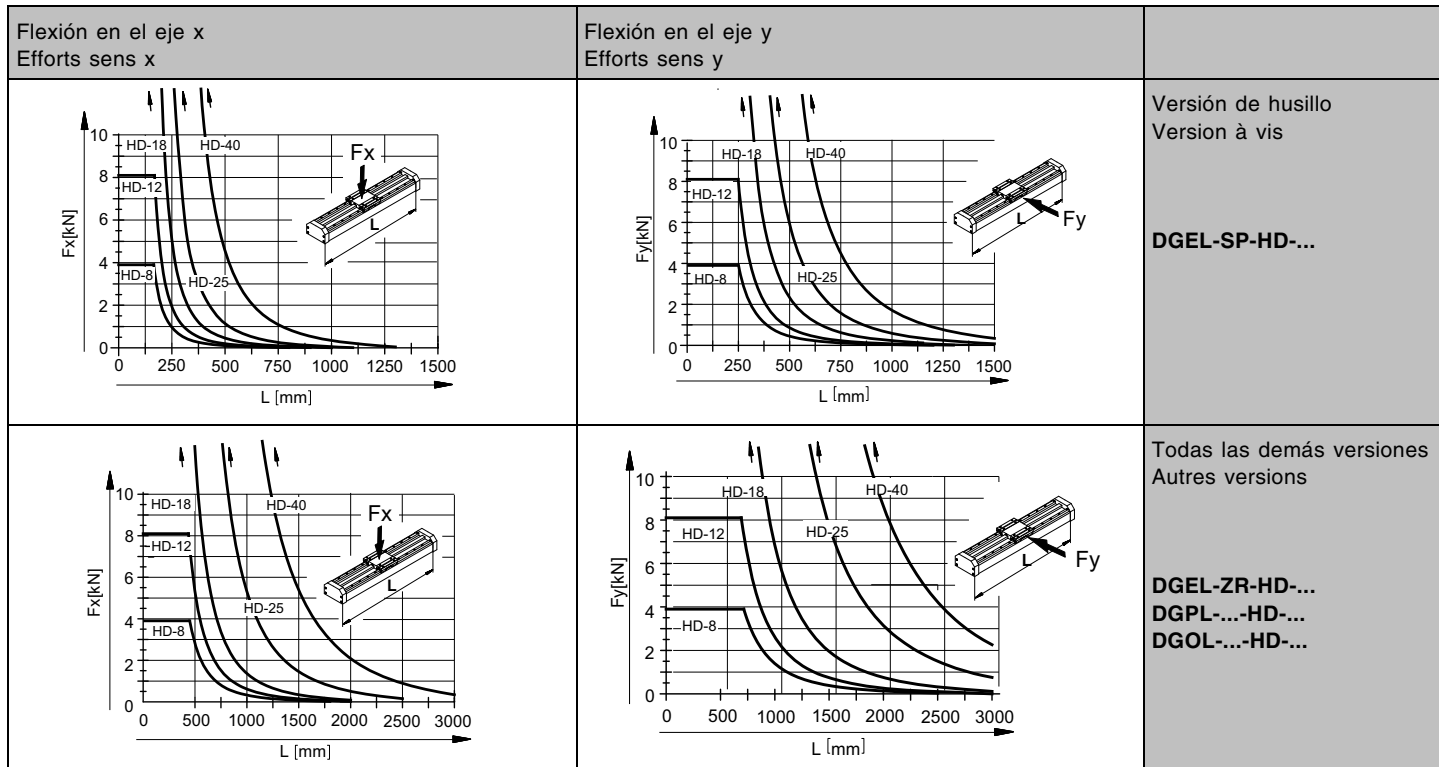 Flexión en el eje x
Efforts sens x
Flexión en el eje y
Efforts sens y
Fx[kN]
10
8
6
4
2
0
HD-18
HD-40
HD-12
HD-8
HD-25
Fx
L
0 250 500 750 1000 1250 1500
L [mm]
Fy[kN]
10
8
6
4
2
0
HD-18
HD-40
HD-12
HD-8
HD-25
L
Fy
0 250 500 750 1000 1250 1500
L [mm]
Versión de husillo
Version à vis
DGEL-SP-HD-...
Fx[kN]
10
8
6
4
2
0
HD-18
HD-40
HD-12
HD-25
HD-8
Fx
L
0 500 1000 1500 2000 2500 3000
L [mm]
Fy[kN]
10
8
6
4
2
0
HD-18
HD-40
HD-12
HD-25
HD-8
L
Fy
0 500 1000 1500 2000 2500 3000
L [mm]
Todas las demás versiones
Autres versions
DGEL-ZR-HD-...
DGPL-...-HD-...
DGOL-...-HD-...